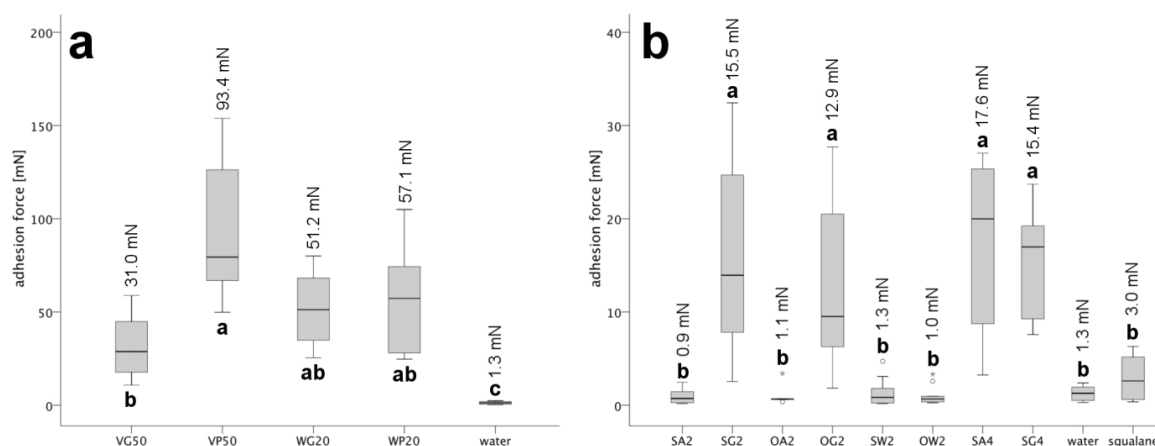 a
200
150
100
50
0
adhesion force [mN]
31.0 mN
93.4 mN
51.2 mN
57.1 mN
1.3 mN
b
a
ab
ab
c
VG50 VP50 WG20 WP20 water
b
40
30
20
10
0
adhesion force [mN]
0.9 mN
15.5 mN
1.1 mN
12.9 mN
1.3 mN
1.0 mN
17.6 mN
15.4 mN
1.3 mN
3.0 mN
b
a
b
a
b
b
a
a
b
b
SA2 SG2 OA2 OG2 SW2 OW2 SA4 SG4 water squalane